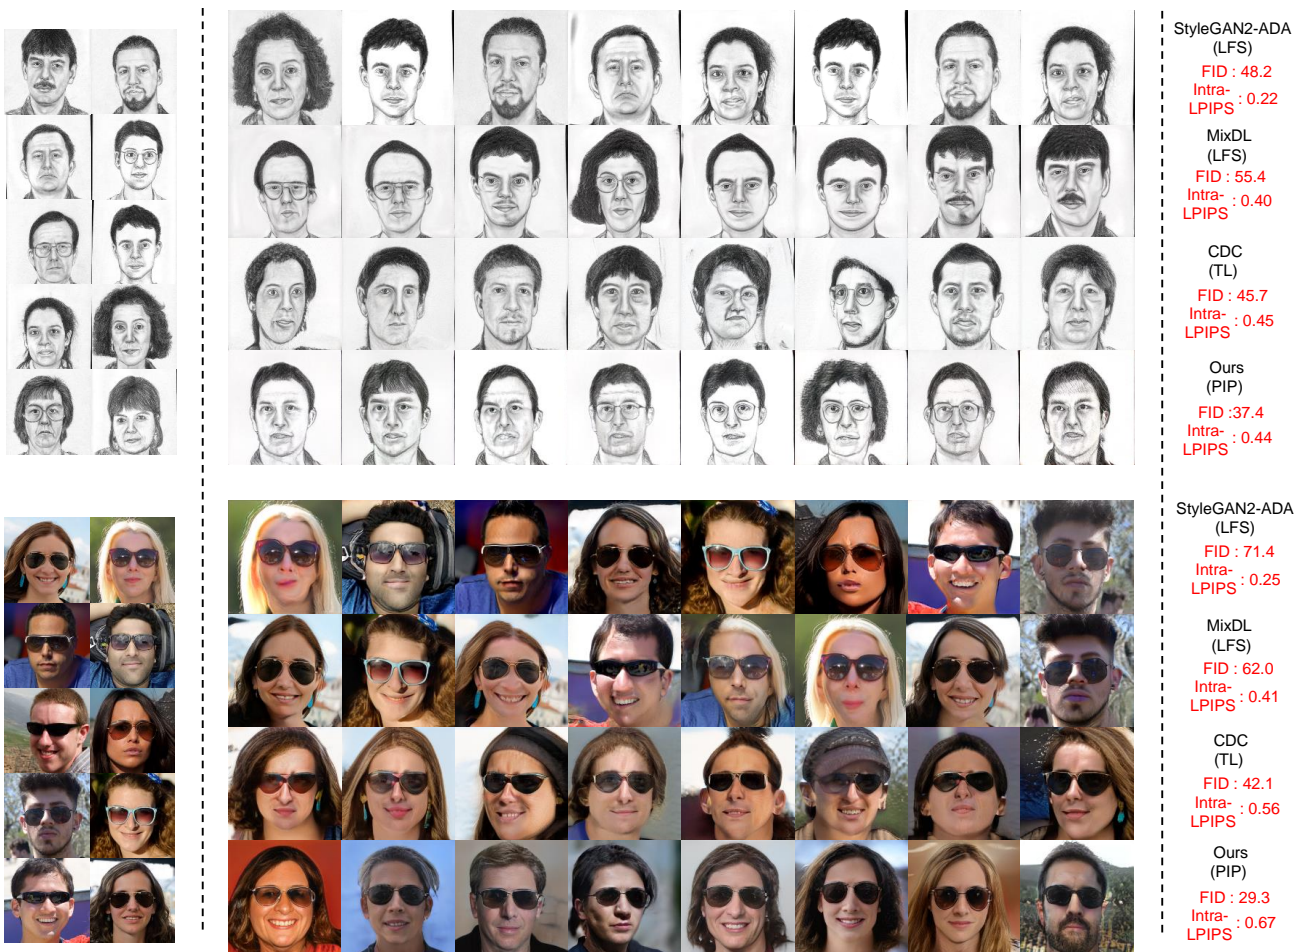 StyleGAN2-ADA
(LFS)
FID : 48.2
Intra-
LPIPS : 0.22
MixDL
(LFS)
FID : 55.4
Intra-
LPIPS : 0.40
CDC
(TL)
FID : 45.7
Intra-
LPIPS : 0.45
Ours
(PIP)
FID :37.4
Intra-
LPIPS : 0.44
StyleGAN2-ADA
(LFS)
FID : 71.4
Intra-
LPIPS : 0.25
MixDL
(LFS)
FID : 62.0
Intra-
LPIPS : 0.41
CDC
(TL)
FID : 42.1
Intra-
LPIPS : 0.56
Ours
(PIP)
FID : 29.3
Intra-
LPIPS : 0.67